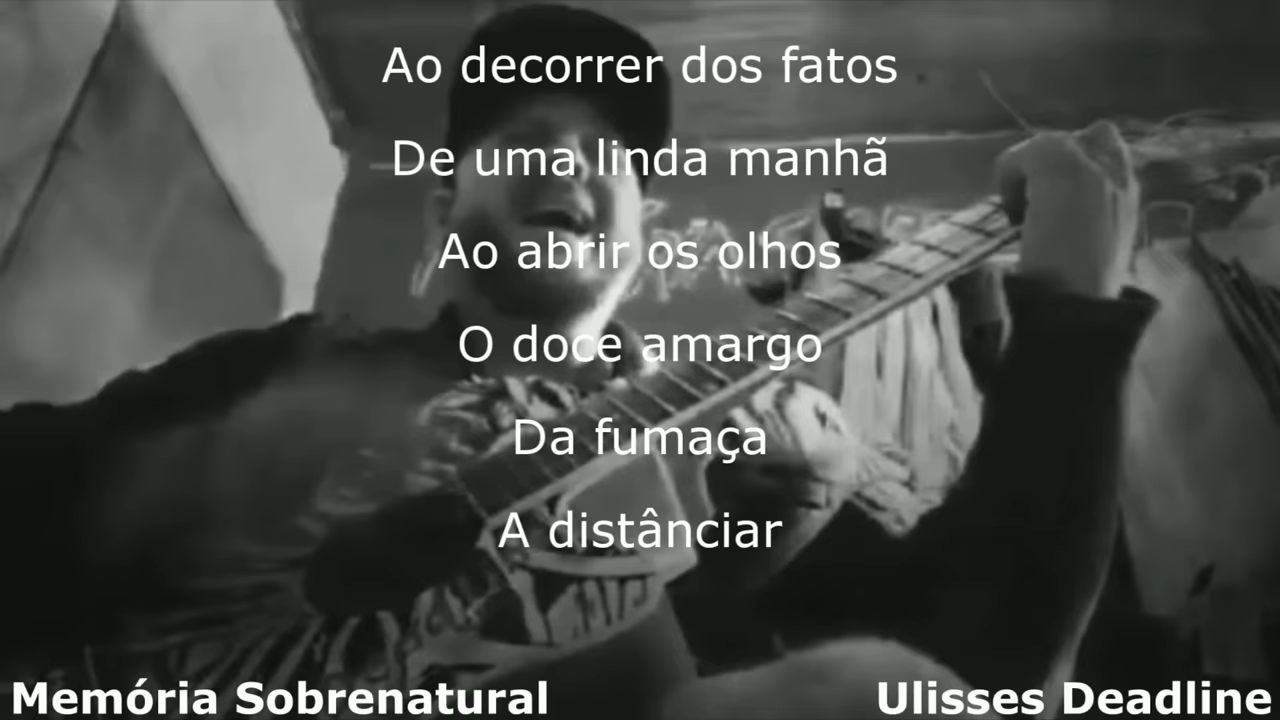 Ao decorrer dos fatos
De uma linda manhã
Ao abrir os olhos
O doce amargo
Da fumaça
A distânciar
Memória Sobrenatural
Ulisses Deadline